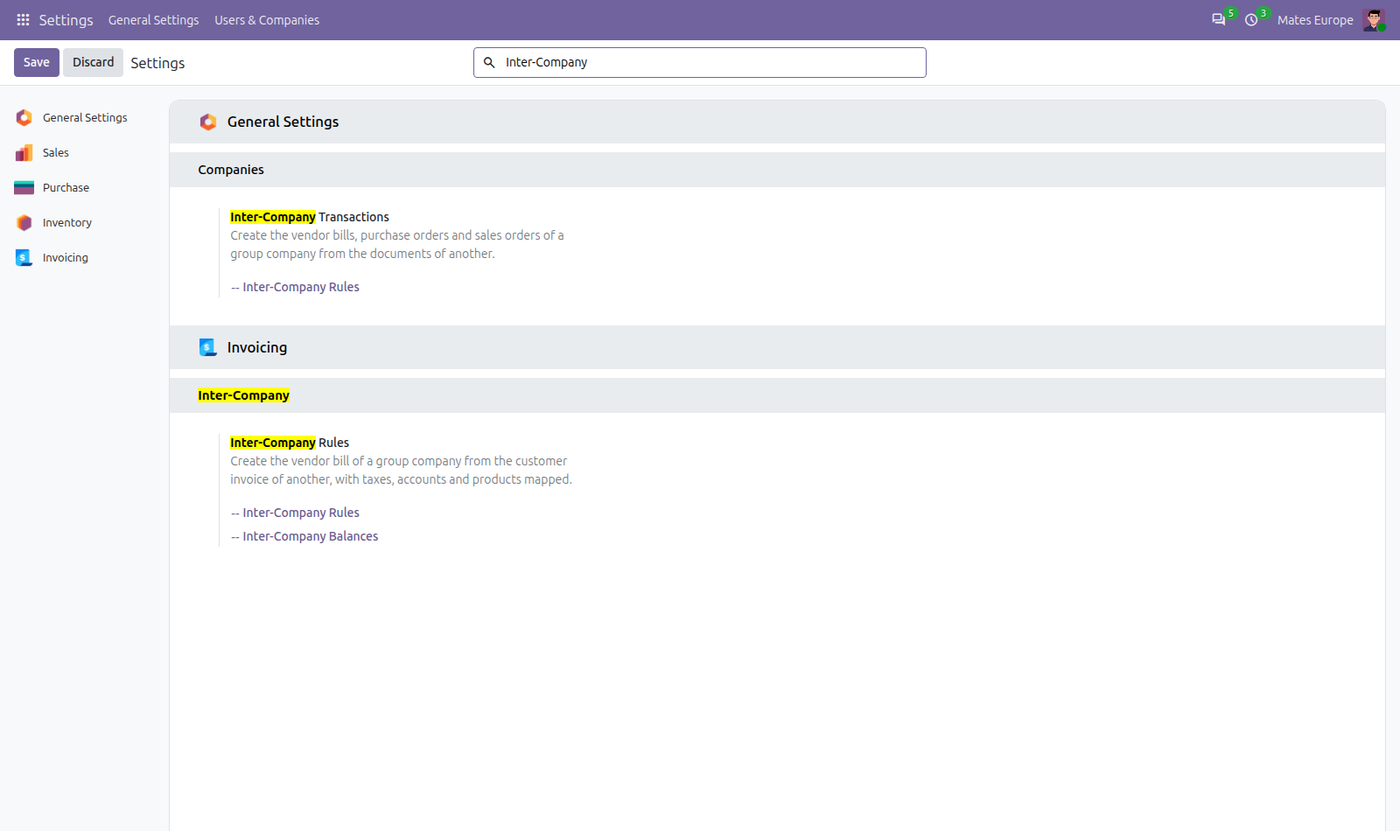 Settings General Settings Users & Companies 5 3 Mates Europe
Save Discard Settings Inter-Company
General Settings
Sales
Purchase
Inventory
Invoicing
General Settings
Companies
Inter-Company Transactions
Create the vendor bills, purchase orders and sales orders of a
group company from the documents of another.
-- Inter-Company Rules
Invoicing
Inter-Company
Inter-Company Rules
Create the vendor bill of a group company from the customer
invoice of another, with taxes, accounts and products mapped.
-- Inter-Company Rules
-- Inter-Company Balances